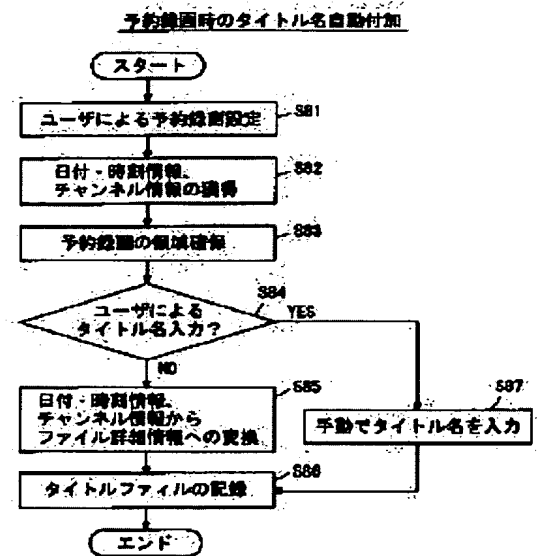 予約録画時のタイトル名自動付加
スタート
ユーザによる予約録画設定
S81
日付・時刻情報、
チャンネル情報の獲得
S82
予約録画の領域確保
S83
ユーザによる
タイトル名入力?
S84
YES
NO
日付・時刻情報、
チャンネル情報から
ファイル詳細情報への変換
S85
手動でタイトル名を入力
S87
タイトルファイルの記録
S86
エンド